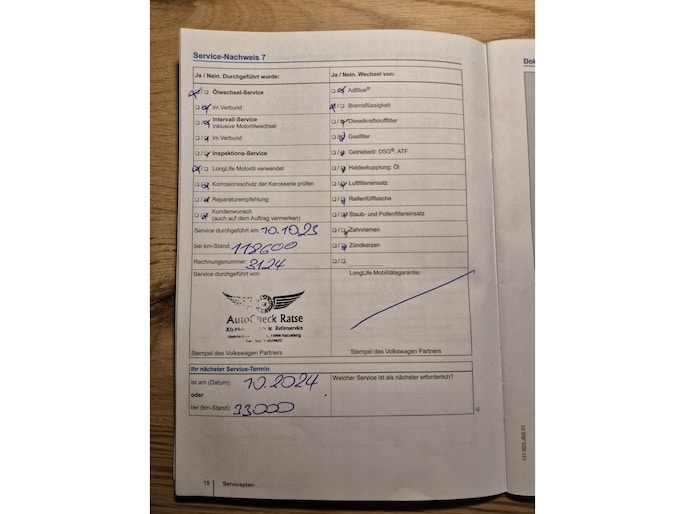 Service-Nachweis 7
Ja / Nein. Durchgeführt wurde:
Ölwechsel-Service
im Verbund
Intervall-Service
inklusive Motorölwechsel
im Verbund
Inspektions-Service
LongLife Motoröl verwendet
Korrosionsschutz der Karosserie prüfen
Reparaturempfehlung
Kundenwunsch
(auch auf dem Auftrag vermerken)
Service durchgeführt am: 10.10.23
bei km-Stand: 118600
Rechnungsnummer: 3124
Service durchgeführt von:
AutoCheck Ratse
Reifenservice
Stempel des Volkswagen Partners
Ja / Nein. Wechsel von:
AdBlue®
Bremsflüssigkeit
Dieselkraftstofffilter
Gasfilter
Getriebeöl: DSG®; ATF
Haldexkupplung: Öl
Luftfiltereinsatz
Reifenfüllflasche
Staub- und Pollenfiltereinsatz
Zahnriemen
Zündkerzen
LongLife Mobilitätsgarantie:
Stempel des Volkswagen Partners
Ihr nächster Service-Termin
ist am (Datum): 10.2024
oder
bei (km-Stand): 33000
Welcher Service ist als nächster erforderlich?
18 Serviceplan
Dok